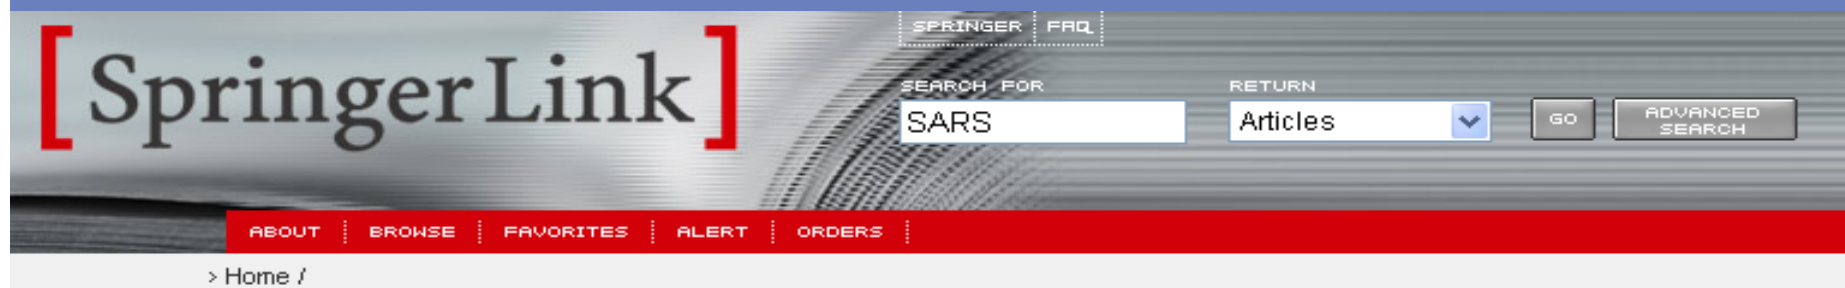 SPRINGER FAQ
[SpringerLink]
SEARCH FOR RETURN
SARS Articles GO ADVANCED SEARCH
ABOUT BROWSE FAVORITES ALERT ORDERS
> Home /